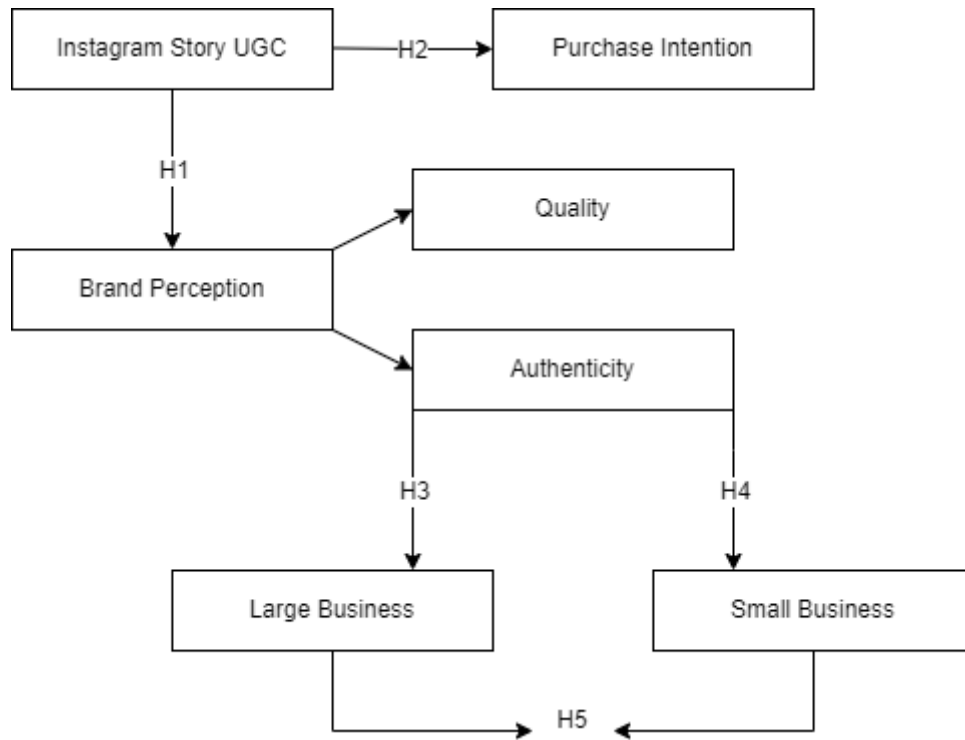 Instagram Story UGC
H2
Purchase Intention
H1
Quality
Brand Perception
Authenticity
H3
H4
Large Business
Small Business
H5